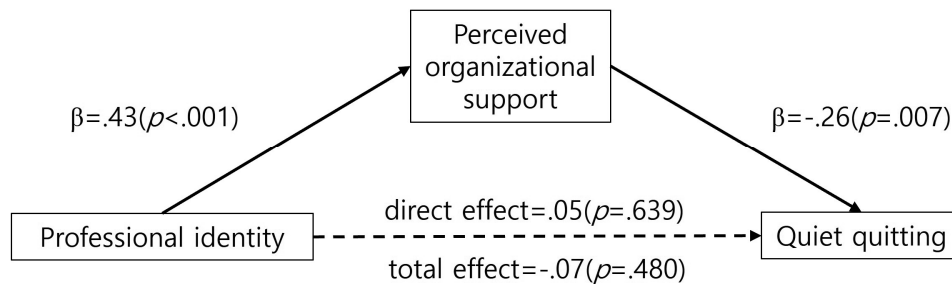 Perceived
organizational
support
β=.43(p<.001)
β=-.26(p=.007)
direct effect=.05(p=.639)
Professional identity
Quiet quitting
total effect=-.07(p=.480)